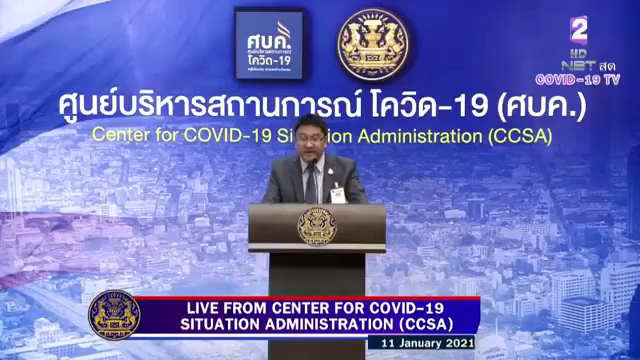 ศบค.
โควิด-19
2
HD
NBT สด
COVID-19 TV
ศูนย์บริหารสถานการณ์ โควิด-19 (ศบค.)
Center for COVID-19 Situation Administration (CCSA)
LIVE FROM CENTER FOR COVID-19
SITUATION ADMINISTRATION (CCSA)
11 January 2021